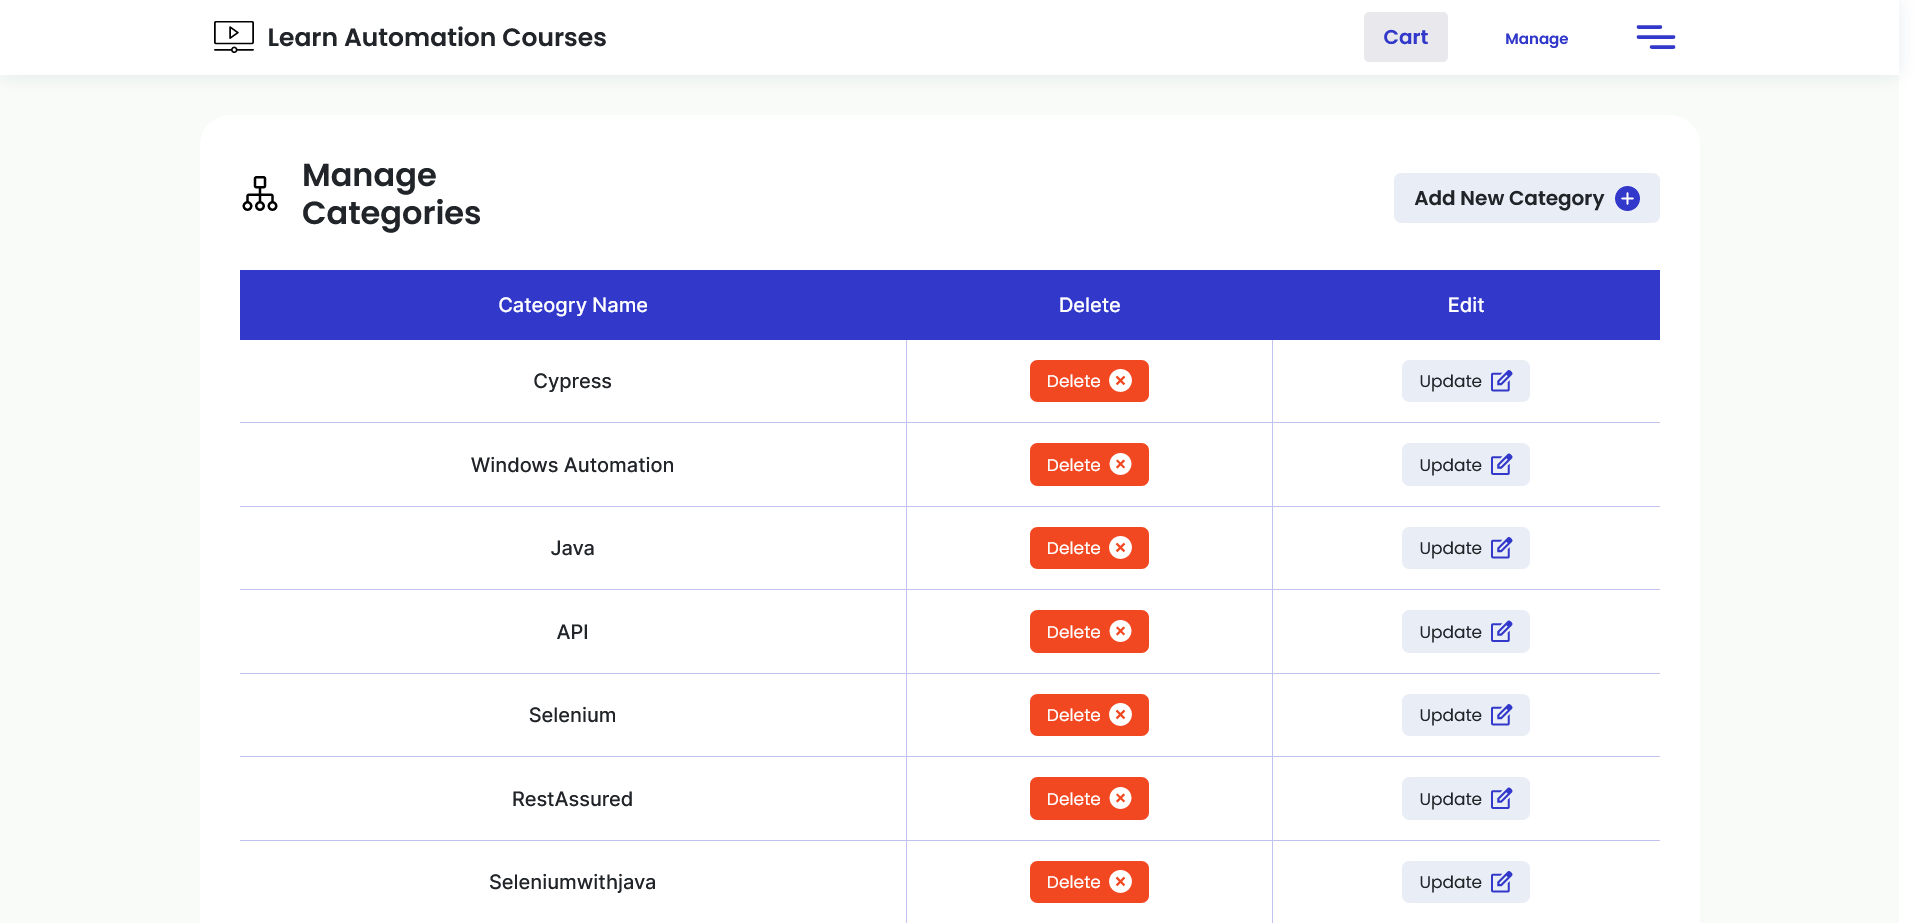 Learn Automation Courses
Cart
Manage
Manage
Categories
Add New Category
Cateogry Name Delete Edit
Cypress Delete Update
Windows Automation Delete Update
Java Delete Update
API Delete Update
Selenium Delete Update
RestAssured Delete Update
Seleniumwithjava Delete Update